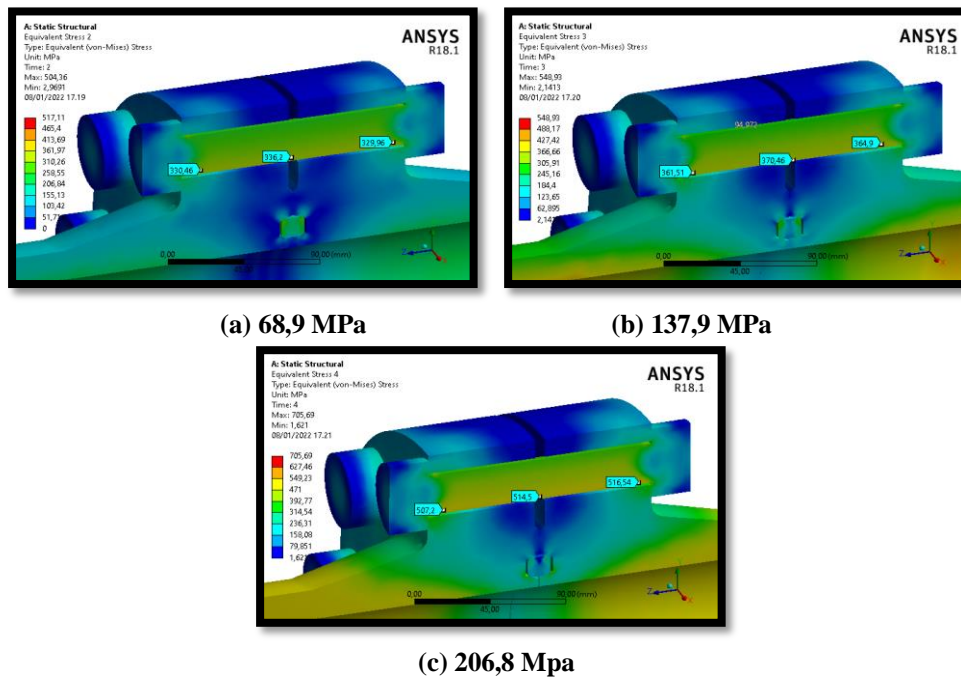 A: Static Structural
Equivalent Stress 2
Type: Equivalent (von-Mises) Stress
Unit: MPa
Time: 2
Max: 504,36
Min: 2,9691
08/01/2022 17.19
ANSYS
R18.1
517,11
465,4
413,69
361,97
310,26
258,55
206,84
155,13
103,42
51,71
0
330,46
336,2
329,96
0,00
90,00 (mm)
45,00
Z
(a) 68,9 MPa
A: Static Structural
Equivalent Stress 3
Type: Equivalent (von-Mises) Stress
Unit: MPa
Time: 3
Max: 548,93
Min: 2,1413
08/01/2022 17.20
ANSYS
R18.1
548,93
488,17
427,42
366,66
305,91
245,16
184,4
123,65
62,895
94,972
361,51
370,46
364,9
0,00
90,00 (mm)
45,00
Z
(b) 137,9 MPa
A: Static Structural
Equivalent Stress 4
Type: Equivalent (von-Mises) Stress
Unit: MPa
Time: 4
Max: 705,69
Min: 1,621
08/01/2022 17.21
ANSYS
R18.1
705,69
627,46
549,23
471
392,77
314,54
236,31
158,08
79,851
1,621
507,2
514,5
516,54
0,00
90,00 (mm)
45,00
Z
(c) 206,8 Mpa